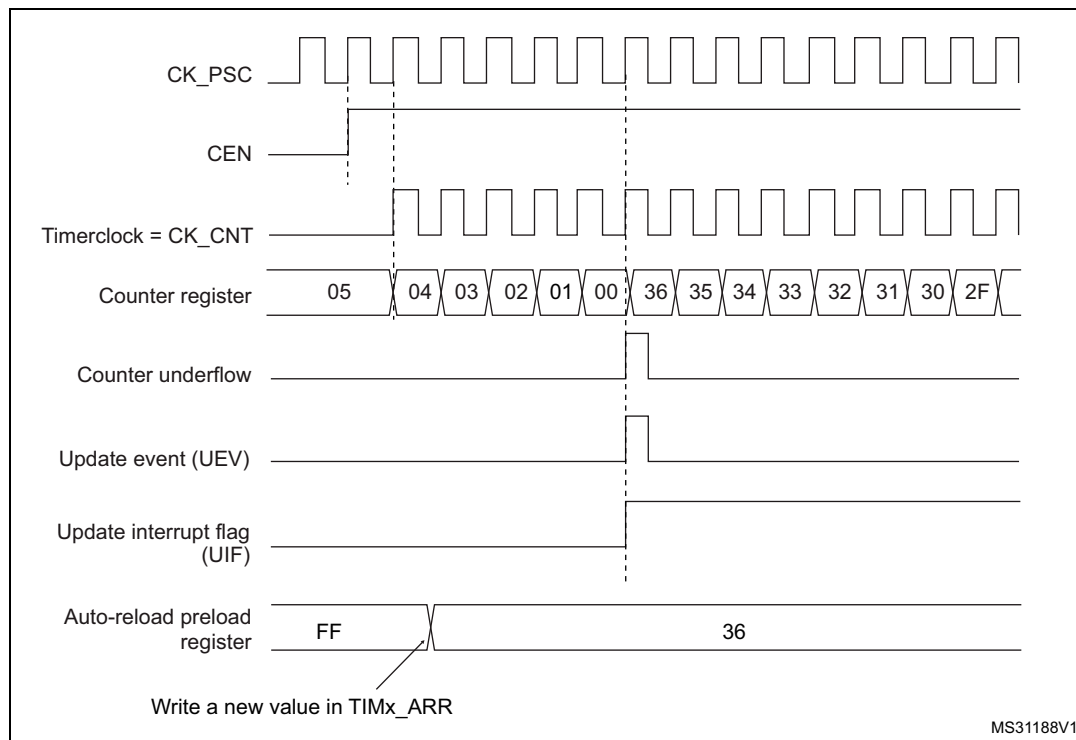 CK_PSC
CEN
Timerclock = CK_CNT
Counter register
05 04 03 02 01 00 36 35 34 33 32 31 30 2F
Counter underflow
Update event (UEV)
Update interrupt flag
(UIF)
Auto-reload preload
register
FF 36
Write a new value in TIMx_ARR
MS31188V1